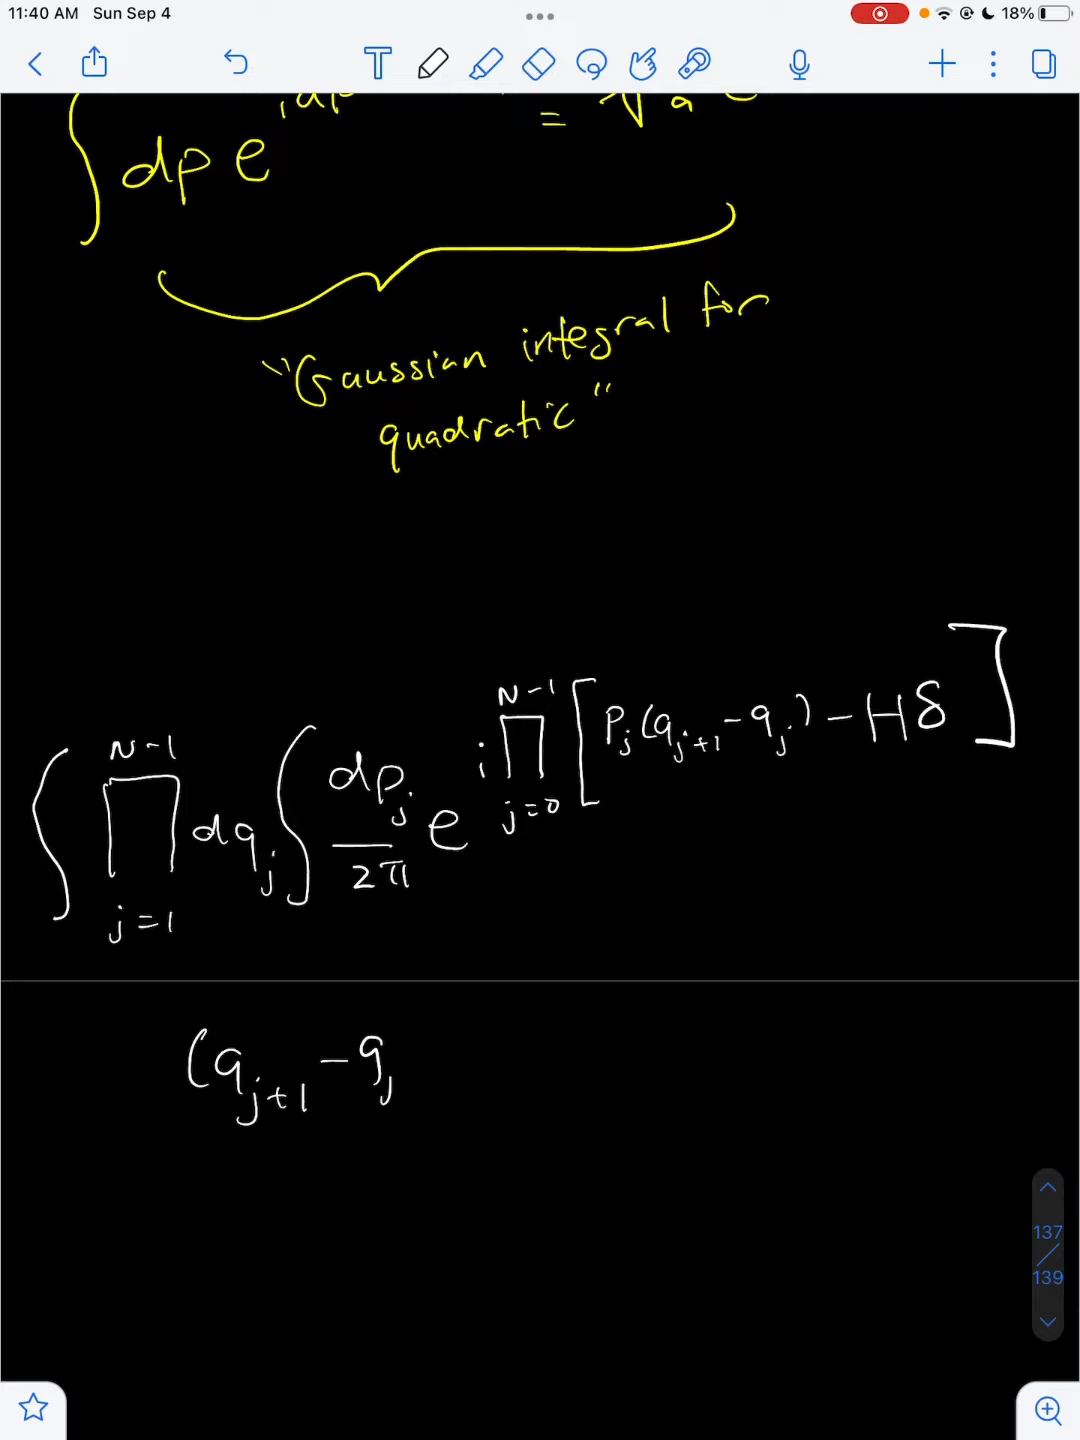 11:40 AM Sun Sep 4 18%
∫ dp e = √
"Gaussian integral for
quadratic"
∫ ∏_{j=1}^{N-1} dq_j ∫ dp_j/2π e^{i ∏_{j=0}^{N-1} [p_j(q_{j+1} - q_j) - Hδ]}
(q_{j+1} - q_j
137
139